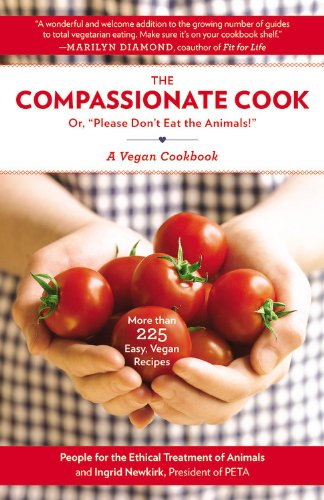 "A wonderful and welcome addition to the growing number of guides
to total vegetarian eating. Make sure it's on your cookbook shelf."
—MARILYN DIAMOND, coauthor of Fit for Life
THE
COMPASSIONATE COOK
Or, "Please Don't Eat the Animals!"
A Vegan Cookbook
More than
225
Easy, Vegan
Recipes
People for the Ethical Treatment of Animals
and Ingrid Newkirk, President of PETA